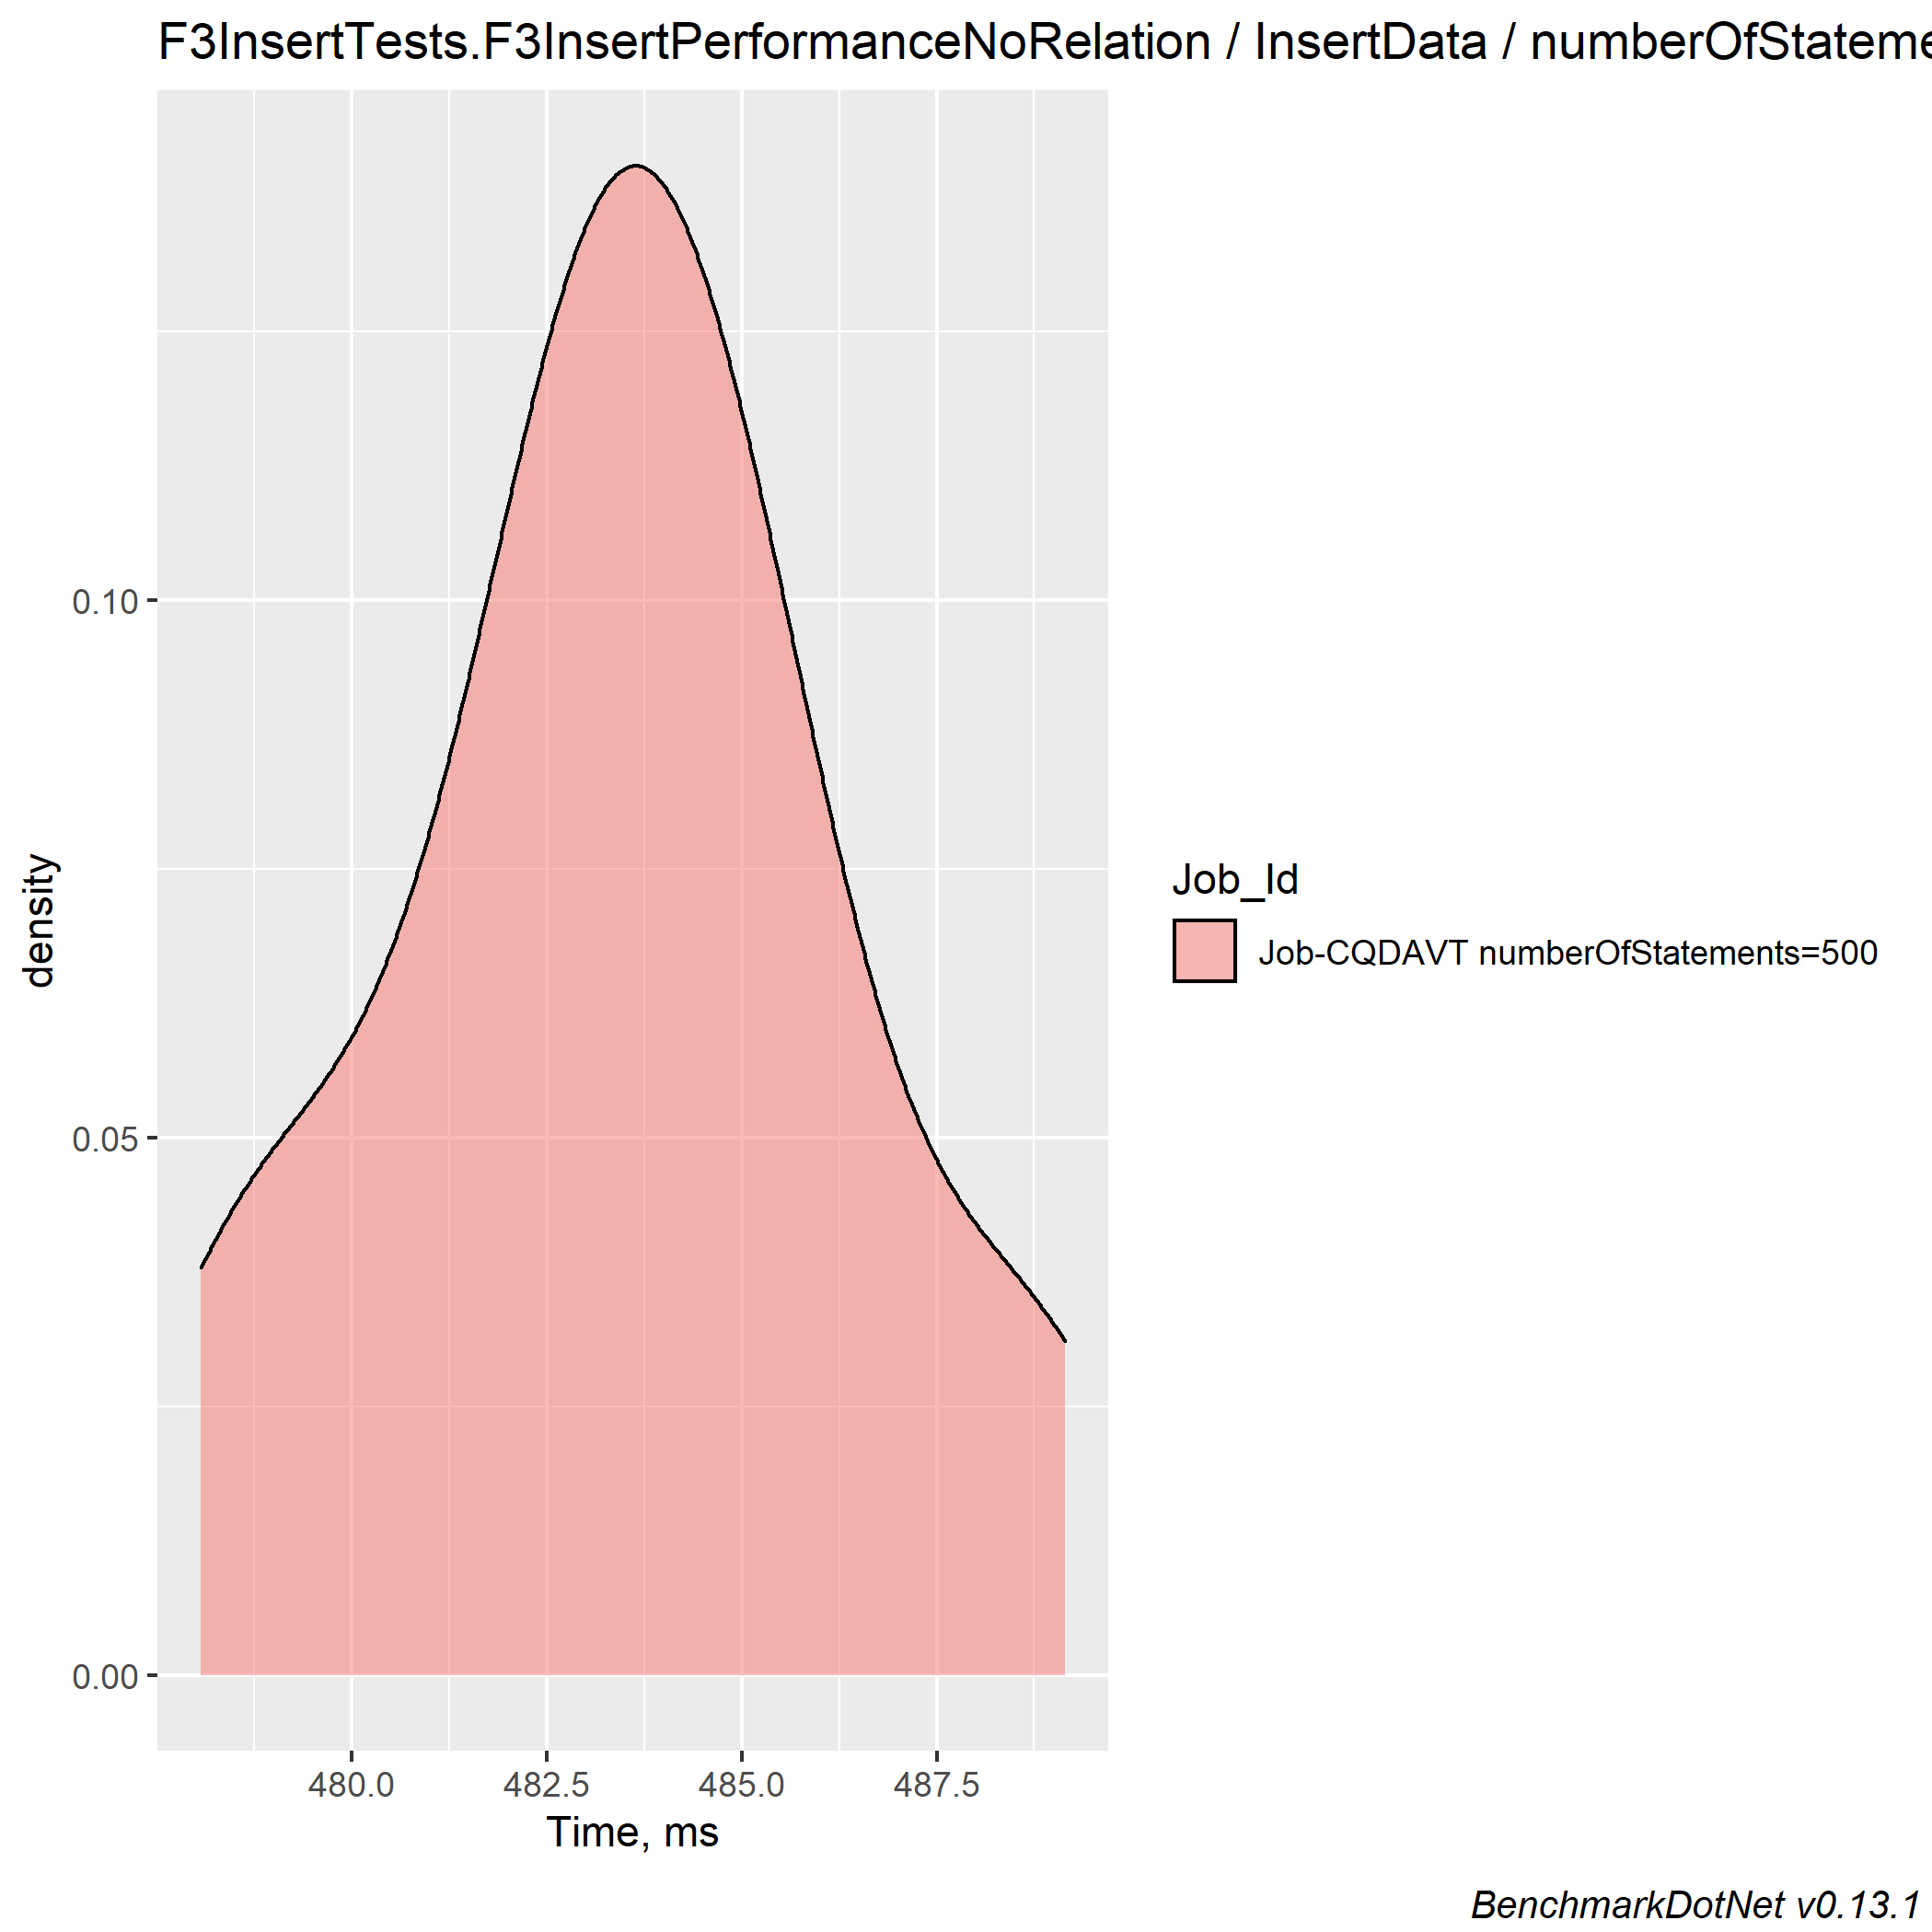 F3InsertTests.F3InsertPerformanceNoRelation / InsertData / numberOfStateme
density
0.10
0.05
0.00
480.0 482.5 485.0 487.5
Time, ms
Job_Id
Job-CQDAVT numberOfStatements=500
BenchmarkDotNet v0.13.1